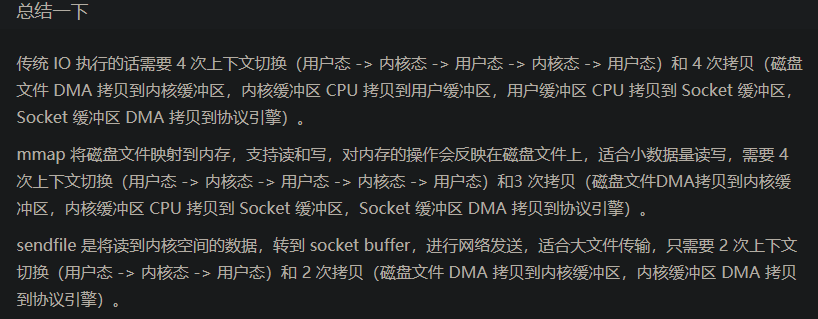 总结一下
传统 IO 执行的话需要 4 次上下文切换（用户态 -> 内核态 -> 用户态 -> 内核态 -> 用户态）和 4 次拷贝（磁盘
文件 DMA 拷贝到内核缓冲区，内核缓冲区 CPU 拷贝到用户缓冲区，用户缓冲区 CPU 拷贝到 Socket 缓冲区，
Socket 缓冲区 DMA 拷贝到协议引擎）。
mmap 将磁盘文件映射到内存，支持读和写，对内存的操作会反映在磁盘文件上，适合小数据量读写，需要 4
次上下文切换（用户态 -> 内核态 -> 用户态 -> 内核态 -> 用户态）和3 次拷贝（磁盘文件DMA拷贝到内核缓
冲区，内核缓冲区 CPU 拷贝到 Socket 缓冲区，Socket 缓冲区 DMA 拷贝到协议引擎）。
sendfile 是将读到内核空间的数据，转到 socket buffer，进行网络发送，适合大文件传输，只需要 2 次上下文
切换（用户态 -> 内核态 -> 用户态）和 2 次拷贝（磁盘文件 DMA 拷贝到内核缓冲区，内核缓冲区 DMA 拷贝
到协议引擎）。